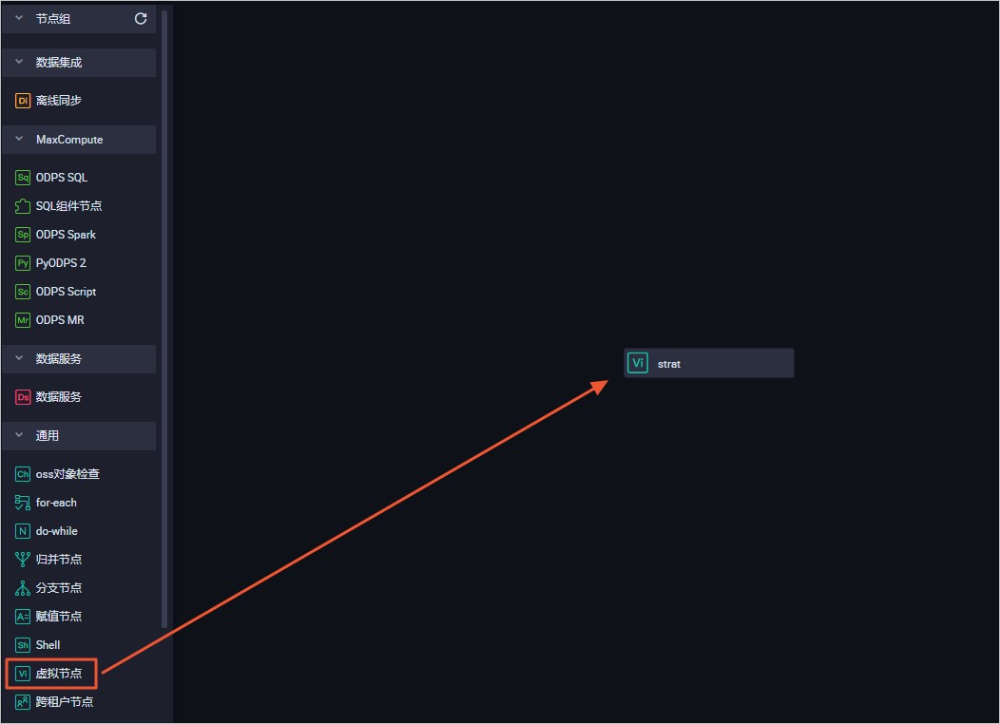 节点组
数据集成
DI 离线同步
MaxCompute
Sq ODPS SQL
SQL组件节点
Sp ODPS Spark
Py PyODPS 2
Sc ODPS Script
Mr ODPS MR
数据服务
Ds 数据服务
通用
Ch oss对象检查
for-each
N do-while
归并节点
分支节点
A= 赋值节点
Sh Shell
Vi 虚拟节点
跨租户节点
Vi strat